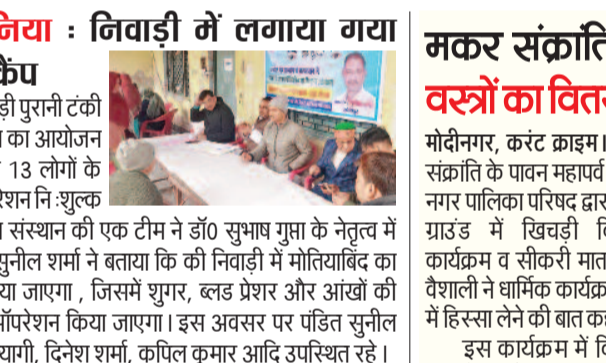 निया : निवाड़ी में लगाया गया
कैंप
ड़ी पुरानी टंकी
का आयोजन
13 लोगों के
रेशन नि :शुल्क
संस्थान की एक टीम ने डॉ0 सुभाष गुप्ता के नेतृत्व में
सुनील शर्मा ने बताया कि की निवाड़ी में मोतियाबिंद का
या जाएगा , जिसमें शुगर, ब्लड प्रेशर और आंखों की
ऑपरेशन किया जाएगा। इस अवसर पर पंडित सुनील
यागी, दिनेश शर्मा, कपिल कुमार आदि उपस्थित रहे।
मकर संक्रांति
वस्त्रों का वित
मोदीनगर, करंट क्राइम।
संक्रांति के पावन महापर्व
नगर पालिका परिषद द्वा
ग्राउंड में खिचड़ी वि
कार्यक्रम व सीकरी मात
वैशाली ने धार्मिक कार्यक्र
में हिस्सा लेने की बात क
इस कार्यक्रम में